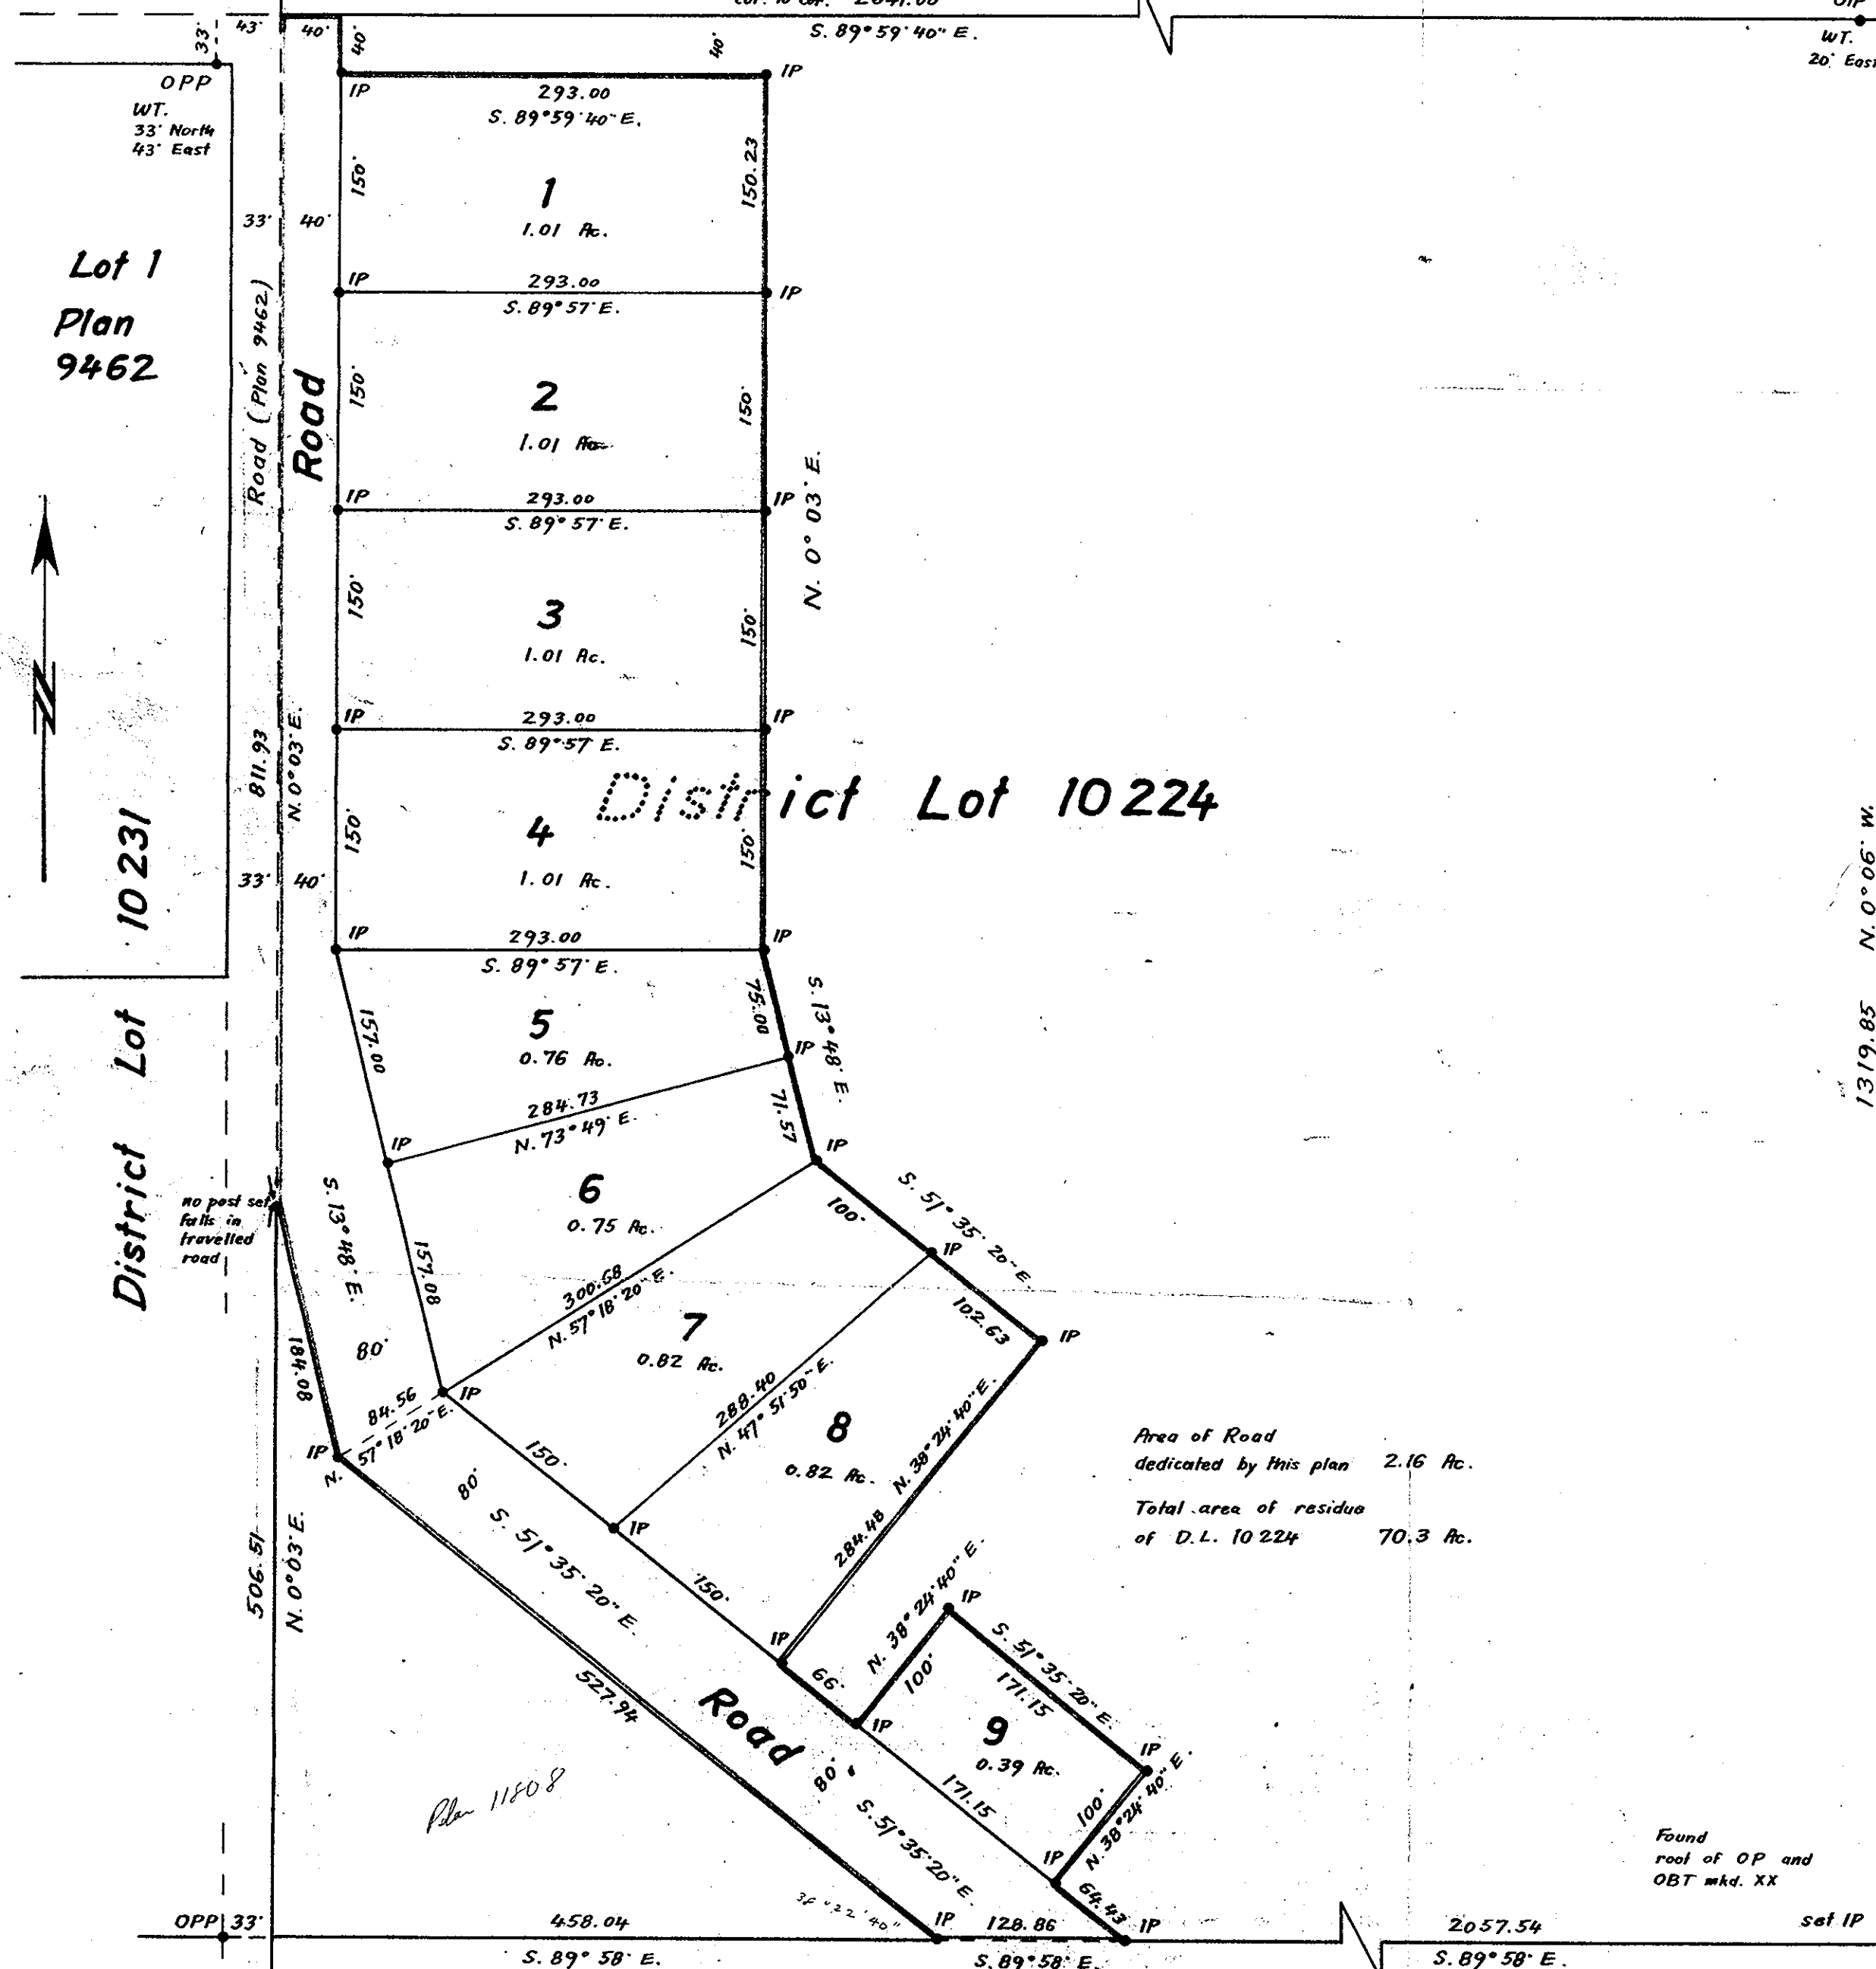 S. 89°59'40" E.
43' 40' 40' 40'
33'
OPP
WT.
33' North
43' East
WT.
20' East
IP
IP
293.00
S. 89°59'40" E.
150'
150.23
1
1.01 Ac.
33' 40'
Lot 1
Plan
9462
Road (Plan 9462)
Road
IP
293.00
IP
S. 89°57' E.
150'
150'
2
1.01 Ac.
N. 0°03' E.
IP
293.00
IP
S. 89°57' E.
150'
150'
3
1.01 Ac.
IP
293.00
IP
S. 89°57' E.
811.93
N. 0°03' E.
District Lot 10224
150'
150'
4
1.01 Ac.
33' 40'
District Lot 10231
1319.85 N. 0°06' W.
IP
293.00
IP
S. 89°57' E.
157.00
75.00
S. 13°48' E.
5
0.76 Ac.
IP
284.73
N. 73°49' E.
IP
71.57
IP
no post set
falls in
travelled
road
S. 13°48' E.
6
0.75 Ac.
157.08
100'
S. 51°35'20" E.
IP
300.68
N. 57°18'20" E.
7
0.82 Ac.
102.63
IP
184.08
80'
84.56
N. 57°18'20" E.
IP
IP
288.40
N. 47°51'50" E.
8
0.82 Ac.
N. 38°24'40" E.
284.48
150'
80'
IP
S. 51°35'20" E.
Area of Road
dedicated by this plan 2.16 Ac.
Total area of residue
of D.L. 10224 70.3 Ac.
506.51
N. 0°03' E.
150'
IP
66'
N. 38°24'40" E.
100'
IP
S. 51°35'20" E.
171.15
527.94
Road
IP
9
0.39 Ac.
IP
80'
171.15
100'
N. 38°24'40" E.
S. 51°35'20" E.
Plan 11808
IP
64.43
Found
root of OP and
OBT mkd. XX
OPP 33'
458.04
IP
128.86
IP
2057.54
set IP
S. 89°58' E.
S. 89°58' E.
S. 89°58' E.